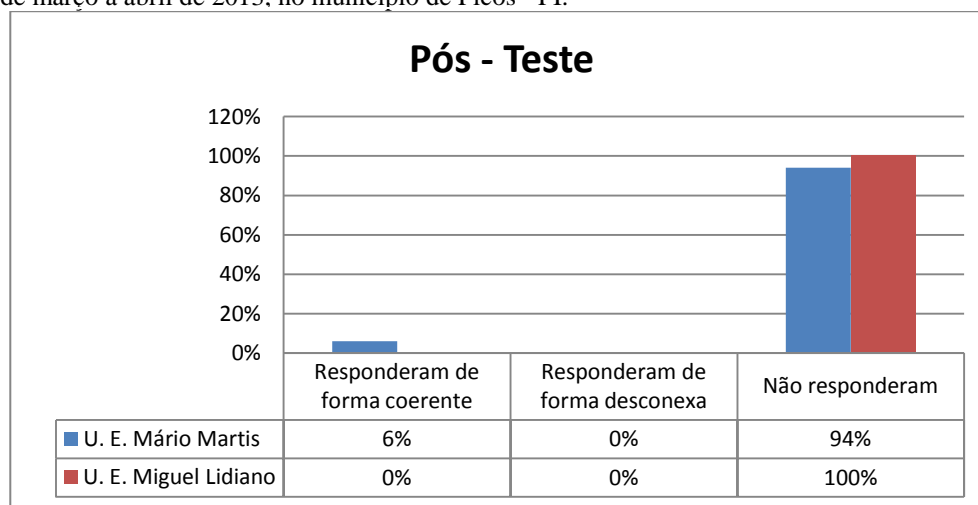 de março a abril de 2013, no município de Picos - PI.
Pós - Teste
120%
100%
80%
60%
40%
20%
0%
Responderam de
forma coerente
Responderam de
forma desconexa
Não responderam
U. E. Mário Martis 6% 0% 94%
U. E. Miguel Lidiano 0% 0% 100%